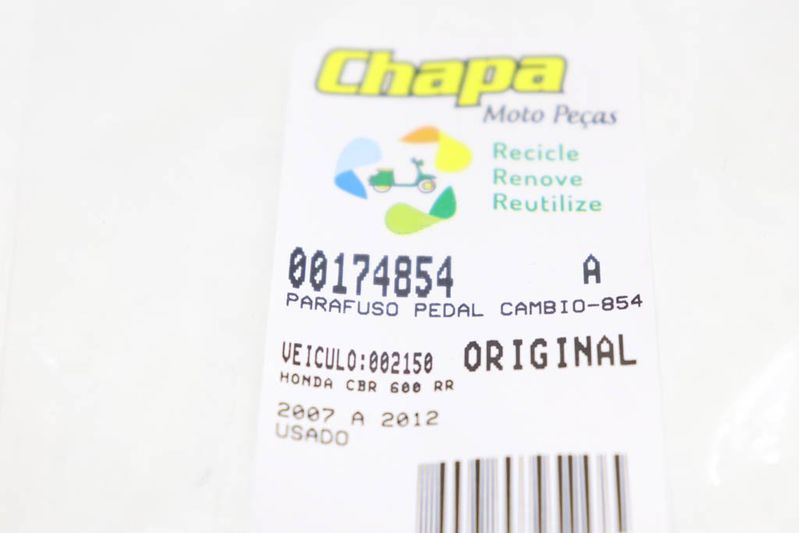 Chapa
Moto Peças
Recicle
Renove
Reutilize
00174854 A
PARAFUSO PEDAL CAMBIO-854
VEICULO:002150 ORIGINAL
HONDA CBR 600 RR
2007 A 2012
USADO